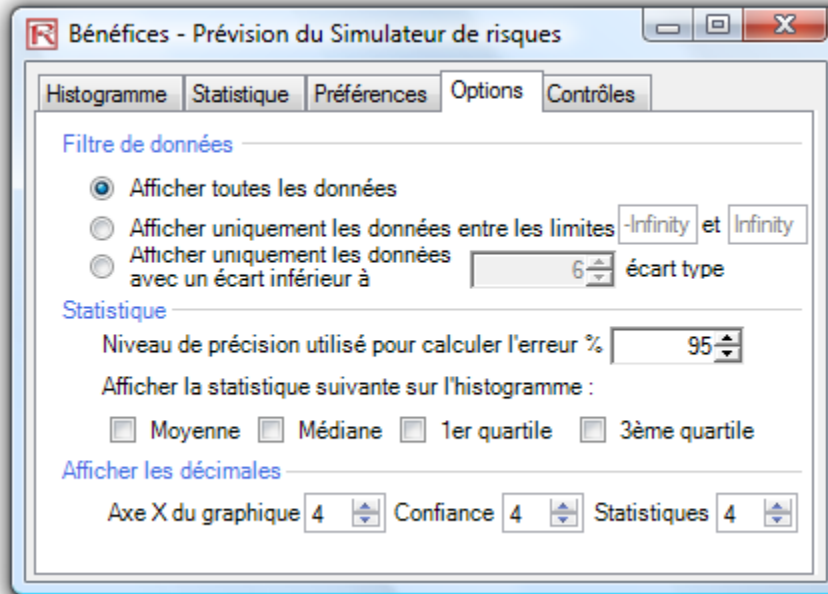 Bénéfices - Prévision du Simulateur de risques
Histogramme Statistique Préférences Options Contrôles
Filtre de données
Afficher toutes les données
Afficher uniquement les données entre les limites -Infinity et Infinity
Afficher uniquement les données
avec un écart inférieur à 6 écart type
Statistique
Niveau de précision utilisé pour calculer l'erreur % 95
Afficher la statistique suivante sur l'histogramme :
Moyenne Médiane 1er quartile 3ème quartile
Afficher les décimales
Axe X du graphique 4 Confiance 4 Statistiques 4